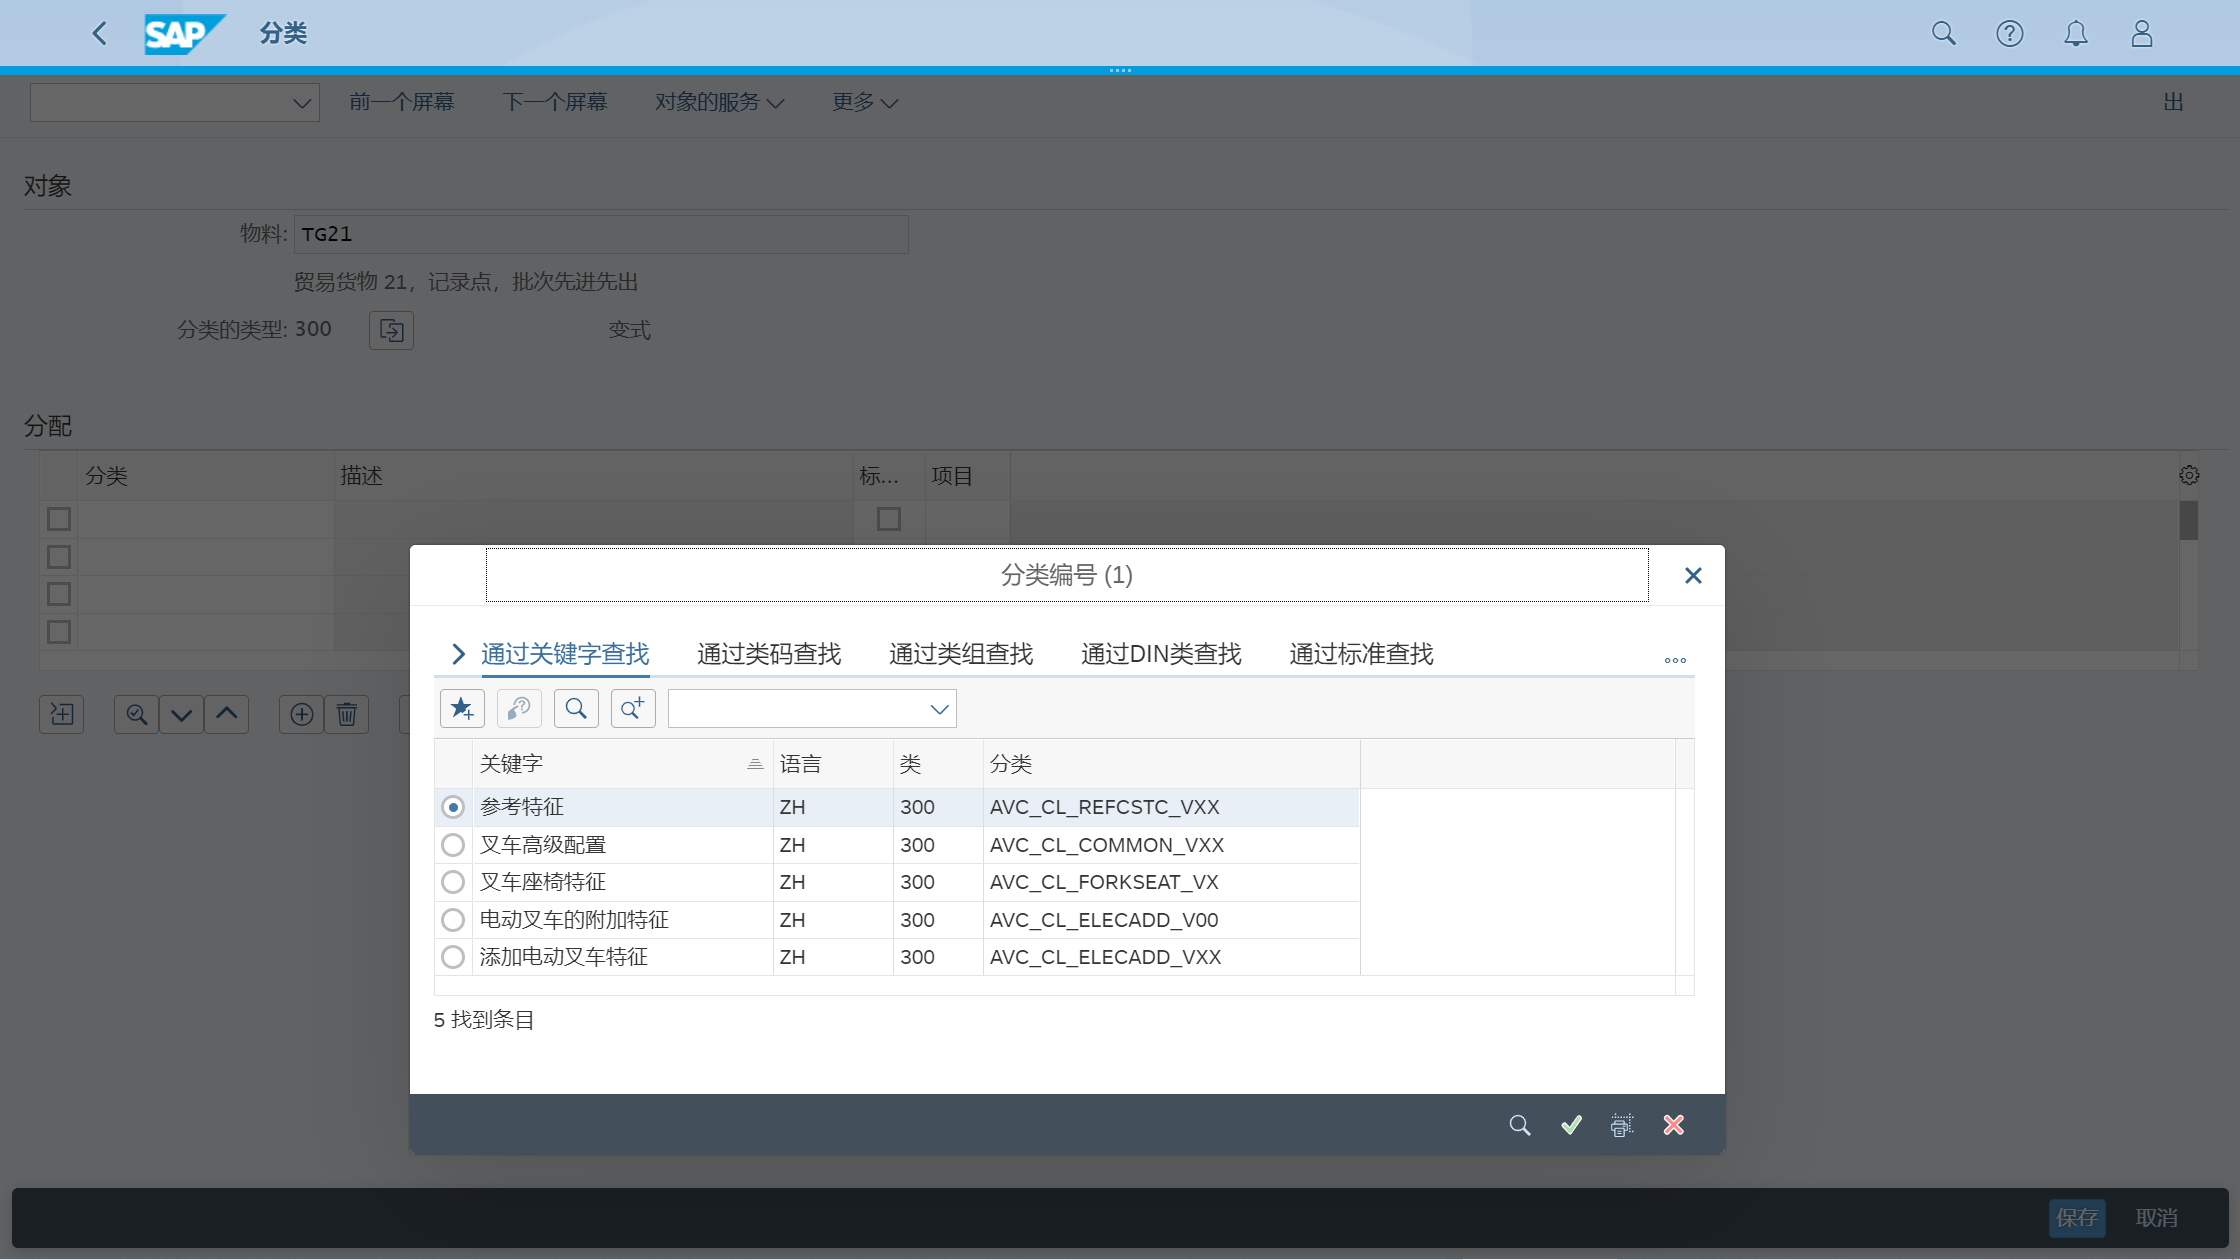 SAP 分类
前一个屏幕 下一个屏幕 对象的服务 更多 出
对象
物料: TG21
贸易货物 21，记录点，批次先进先出
分类的类型: 300 变式
分配
分类 描述 标... 项目
分类编号 (1)
通过关键字查找 通过类码查找 通过类组查找 通过DIN类查找 通过标准查找
关键字 语言 类 分类
参考特征 ZH 300 AVC_CL_REFCSTC_VXX
叉车高级配置 ZH 300 AVC_CL_COMMON_VXX
叉车座椅特征 ZH 300 AVC_CL_FORKSEAT_VX
电动叉车的附加特征 ZH 300 AVC_CL_ELECADD_V00
添加电动叉车特征 ZH 300 AVC_CL_ELECADD_VXX
5 找到条目
保存 取消